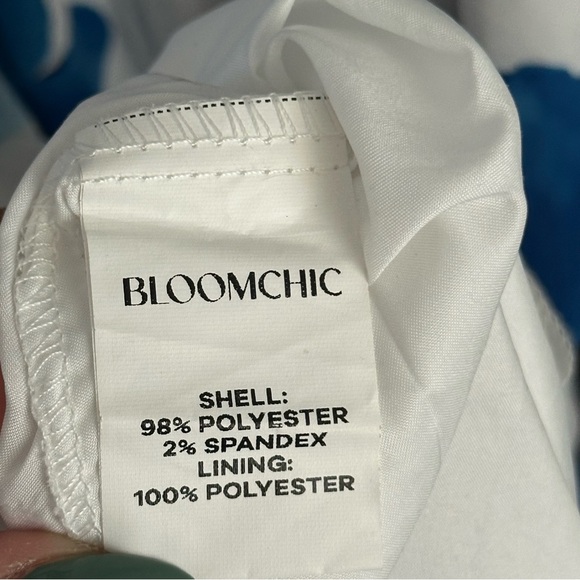 BLOOMCHIC
SHELL:
98% POLYESTER
2% SPANDEX
LINING:
100% POLYESTER